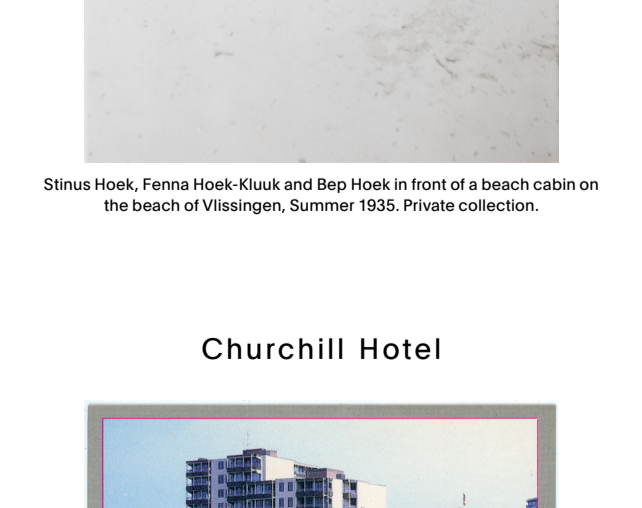 Stinus Hoek, Fenna Hoek-Kluuk and Bep Hoek in front of a beach cabin on
the beach of Vlissingen, Summer 1935. Private collection.
Churchill Hotel